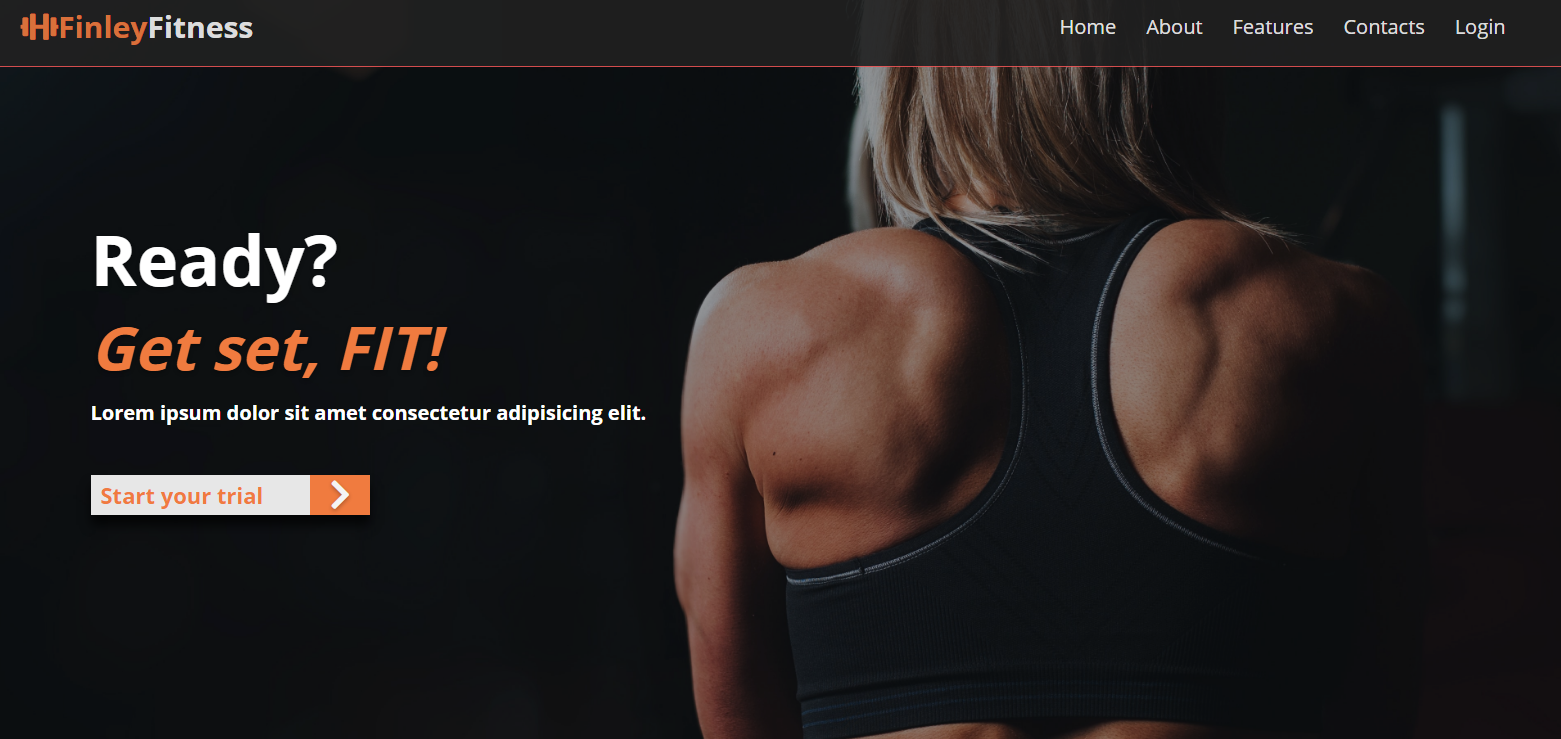 FinleyFitness
Home About Features Contacts Login
Ready?
Get set, FIT!
Lorem ipsum dolor sit amet consectetur adipisicing elit.
Start your trial